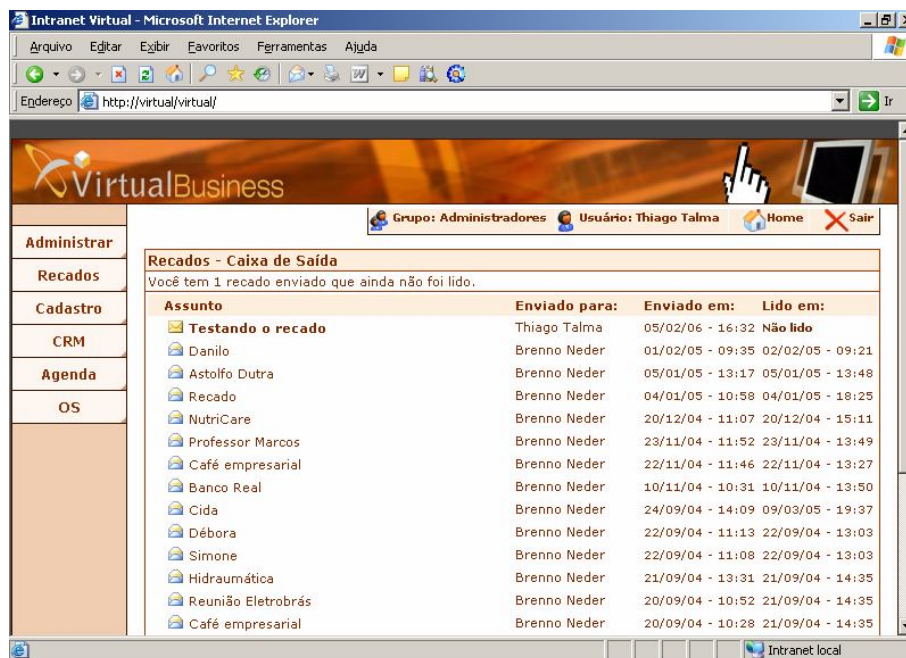 Intranet Virtual - Microsoft Internet Explorer
Arquivo Editar Exibir Favoritos Ferramentas Ajuda
Endereço http://virtual/virtual/ Ir
VirtualBusiness
Grupo: Administradores Usuário: Thiago Talma Home Sair
Administrar
Recados
Cadastro
CRM
Agenda
OS
Recados - Caixa de Saída
Você tem 1 recado enviado que ainda não foi lido.
Assunto Enviado para: Enviado em: Lido em:
Testando o recado Thiago Talma 05/02/06 - 16:32 Não lido
Danilo Brenno Neder 01/02/05 - 09:35 02/02/05 - 09:21
Astolfo Dutra Brenno Neder 05/01/05 - 13:17 05/01/05 - 13:48
Recado Brenno Neder 04/01/05 - 10:58 04/01/05 - 18:25
NutriCare Brenno Neder 20/12/04 - 11:07 20/12/04 - 15:11
Professor Marcos Brenno Neder 23/11/04 - 11:52 23/11/04 - 13:49
Café empresarial Brenno Neder 22/11/04 - 11:46 22/11/04 - 13:27
Banco Real Brenno Neder 10/11/04 - 10:31 10/11/04 - 13:50
Cida Brenno Neder 24/09/04 - 14:09 09/03/05 - 19:37
Débora Brenno Neder 22/09/04 - 11:13 22/09/04 - 13:03
Simone Brenno Neder 22/09/04 - 11:08 22/09/04 - 13:03
Hidraumática Brenno Neder 21/09/04 - 13:31 21/09/04 - 14:35
Reunião Eletrobrás Brenno Neder 20/09/04 - 10:52 21/09/04 - 14:35
Café empresarial Brenno Neder 20/09/04 - 10:28 21/09/04 - 14:35
Intranet local